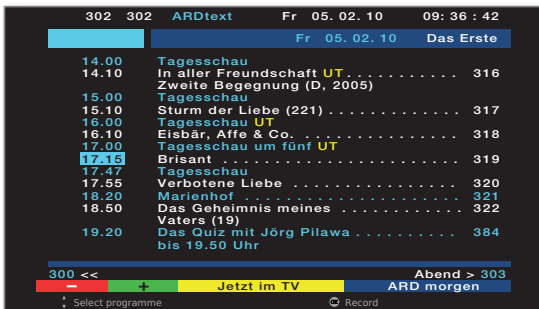 302 302 ARDtext Fr 05. 02. 10 09: 36 : 42
Fr 05. 02. 10 Das Erste
14.00 Tagesschau
14.10 In aller Freundschaft UT . . . . . . . . . . . 316
Zweite Begegnung (D, 2005)
15.00 Tagesschau
15.10 Sturm der Liebe (221) . . . . . . . . . . . . 317
16.00 Tagesschau UT
16.10 Eisbär, Affe & Co. . . . . . . . . . . . . . . . 318
17.00 Tagesschau um fünf UT
17.15 Brisant . . . . . . . . . . . . . . . . . . . . . . 319
17.47 Tagesschau
17.55 Verbotene Liebe . . . . . . . . . . . . . . . . 320
18.20 Marienhof . . . . . . . . . . . . . . . . . . . . 321
18.50 Das Geheimnis meines . . . . . . . . . . . . 322
Vaters (19)
19.20 Das Quiz mit Jörg Pilawa . . . . . . . . . . 384
bis 19.50 Uhr
300 << Abend > 303
− + Jetzt im TV ARD morgen
Select programme Record